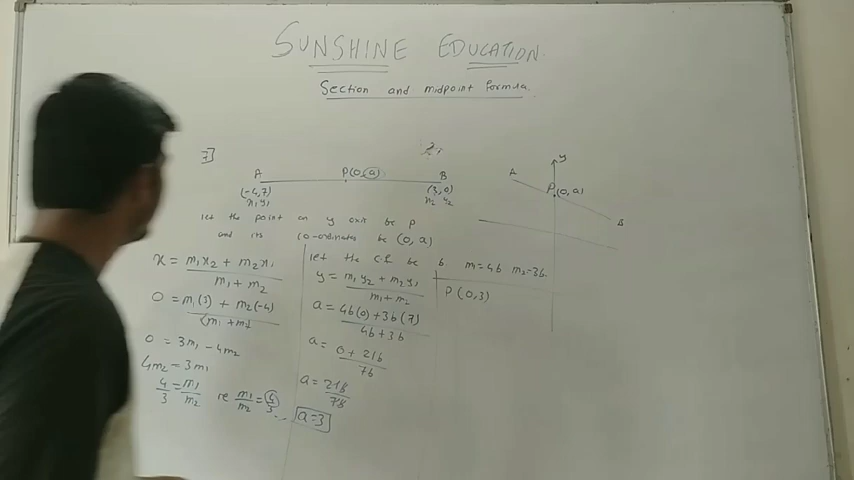 SUNSHINE EDUCATION.
Section and midpoint formula.
7]
A P(0,a) B
(-4,7) (3,0)
x₁ y₁ x₂ y₂
let the point on y axis be P
and its co-ordinates be (0,a)
x = m₁x₂ + m₂x₁
m₁ + m₂
0 = m₁(3) + m₂(-4)
(m₁ + m₂
0 = 3m₁ - 4m₂
4m₂ = 3m₁
4/3 = m₁/m₂ ie m₁/m₂ = 4/3
let the c.f be b. m₁=4b m₂=3b.
y = m₁y₂ + m₂y₁
m₁ + m₂
a = 4b(0) + 3b(7)
4b + 3b
a = 0 + 21b
7b
a = 21b
7b
a = 3
P(0,3)
y
A
P(0,a)
B